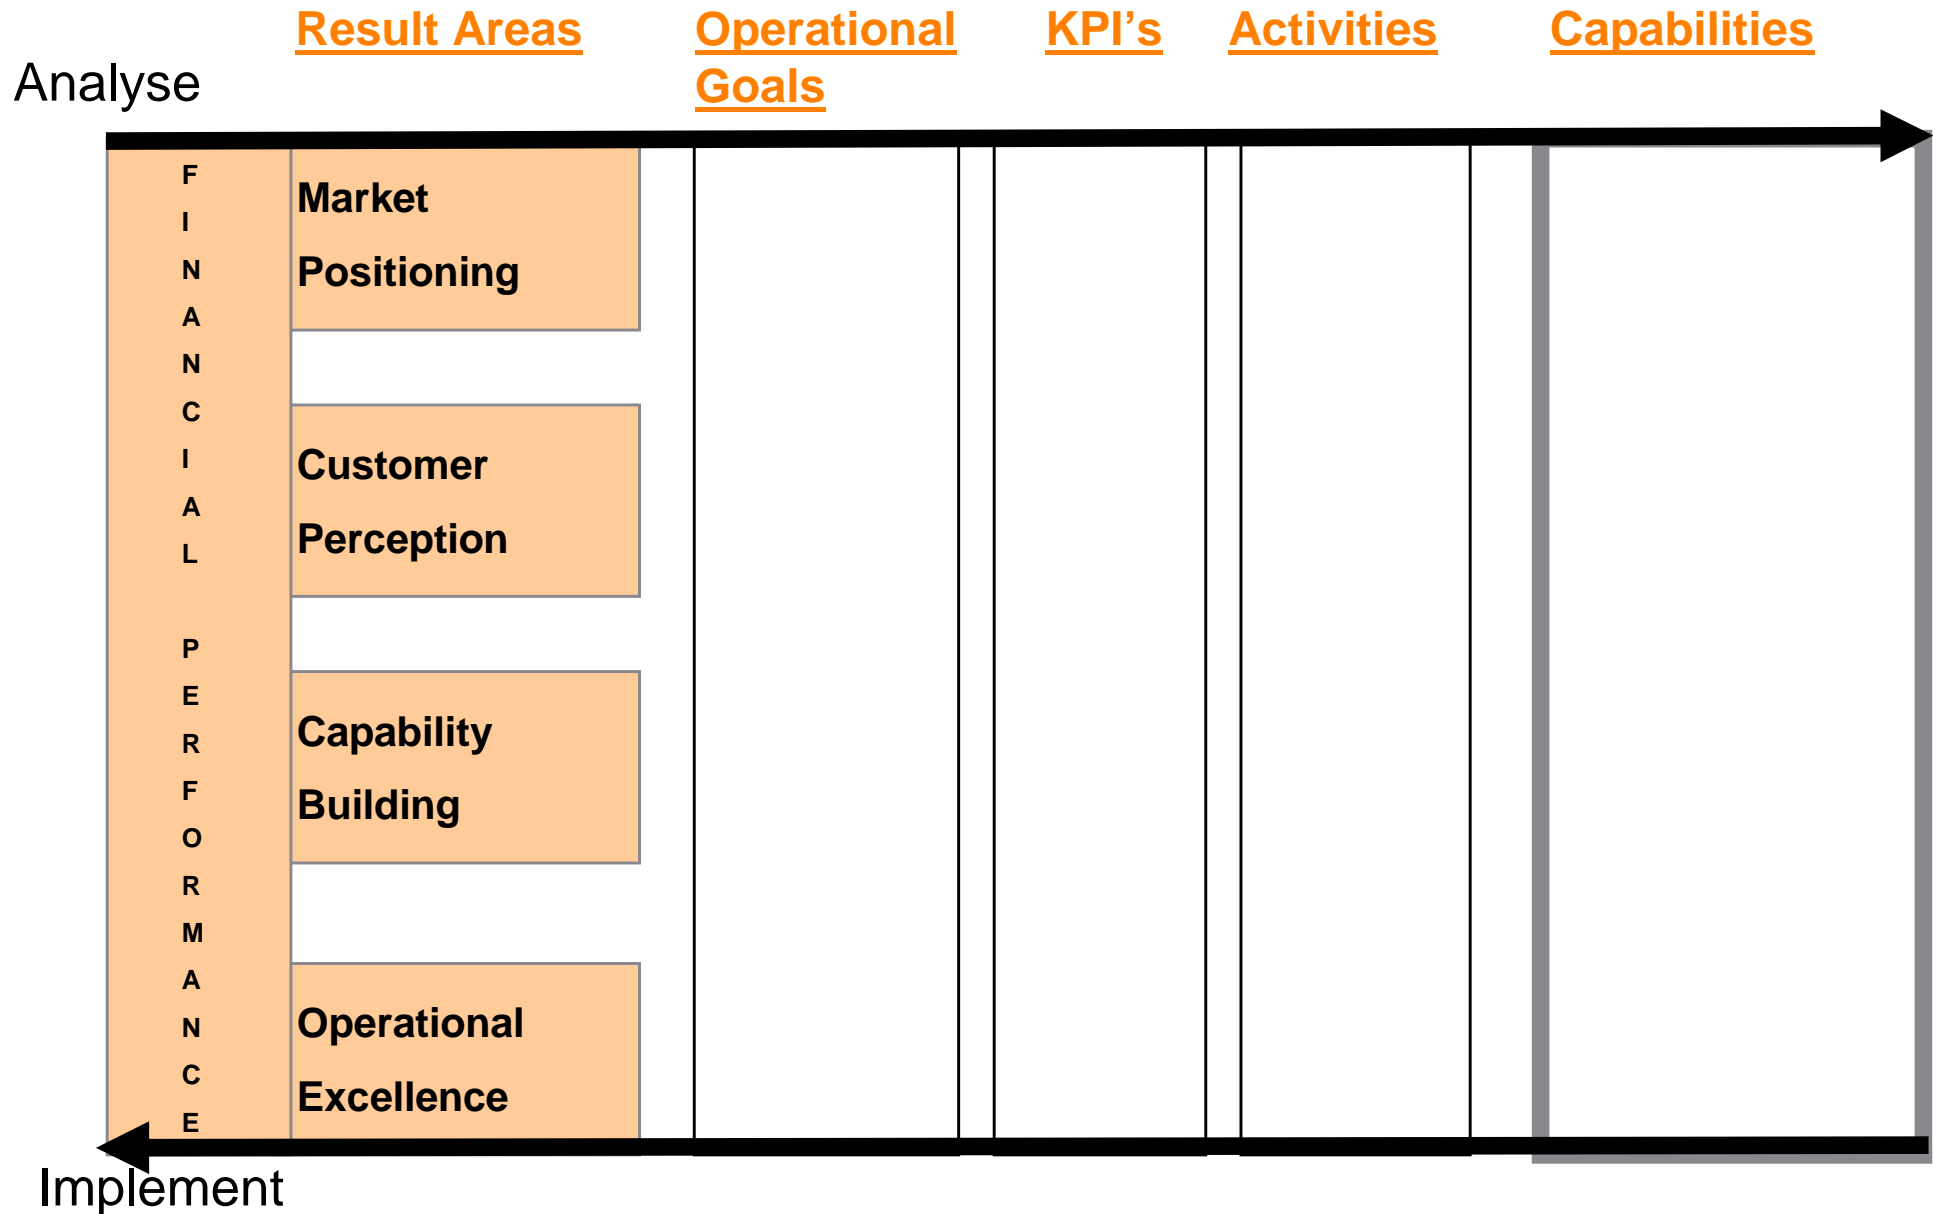 Result Areas
Operational
Goals
KPI’s
Activities
Capabilities
Analyse
F
I
N
A
N
C
I
A
L
P
E
R
F
O
R
M
A
N
C
E
Market
Positioning
Customer
Perception
Capability
Building
Operational
Excellence
Implement